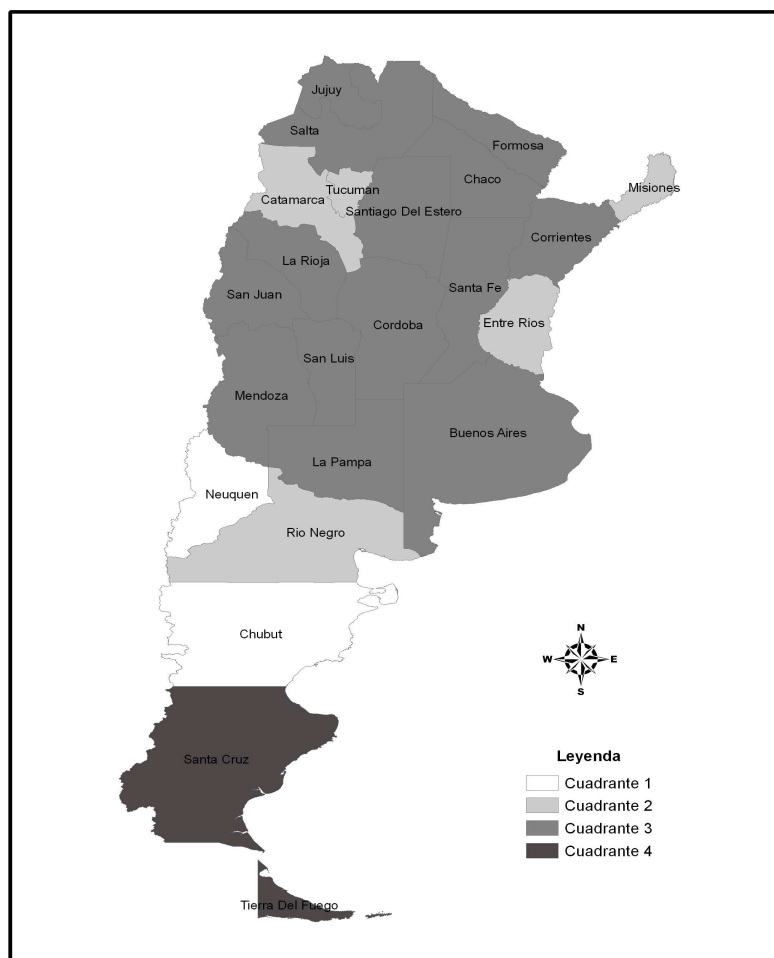 Jujuy
Salta
Formosa
Chaco
Misiones
Tucuman
Catamarca
Santiago Del Estero
Corrientes
La Rioja
Santa Fe
San Juan
Entre Rios
Cordoba
San Luis
Mendoza
Buenos Aires
La Pampa
Neuquen
Rio Negro
Chubut
N
W
E
S
Santa Cruz
Leyenda
Cuadrante 1
Cuadrante 2
Cuadrante 3
Cuadrante 4
Tierra Del Fuego